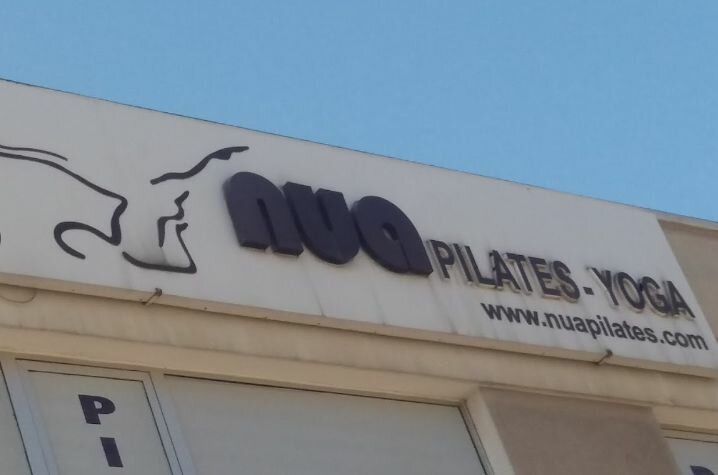 nua PILATES - YOGA
www.nuapilates.com
P
I